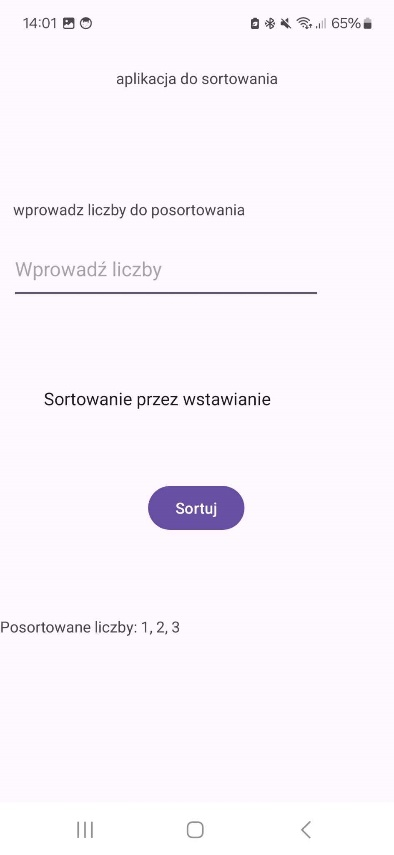 14:01 65%
aplikacja do sortowania
wprowadz liczby do posortowania
Wprowadź liczby
Sortowanie przez wstawianie
Sortuj
Posortowane liczby: 1, 2, 3